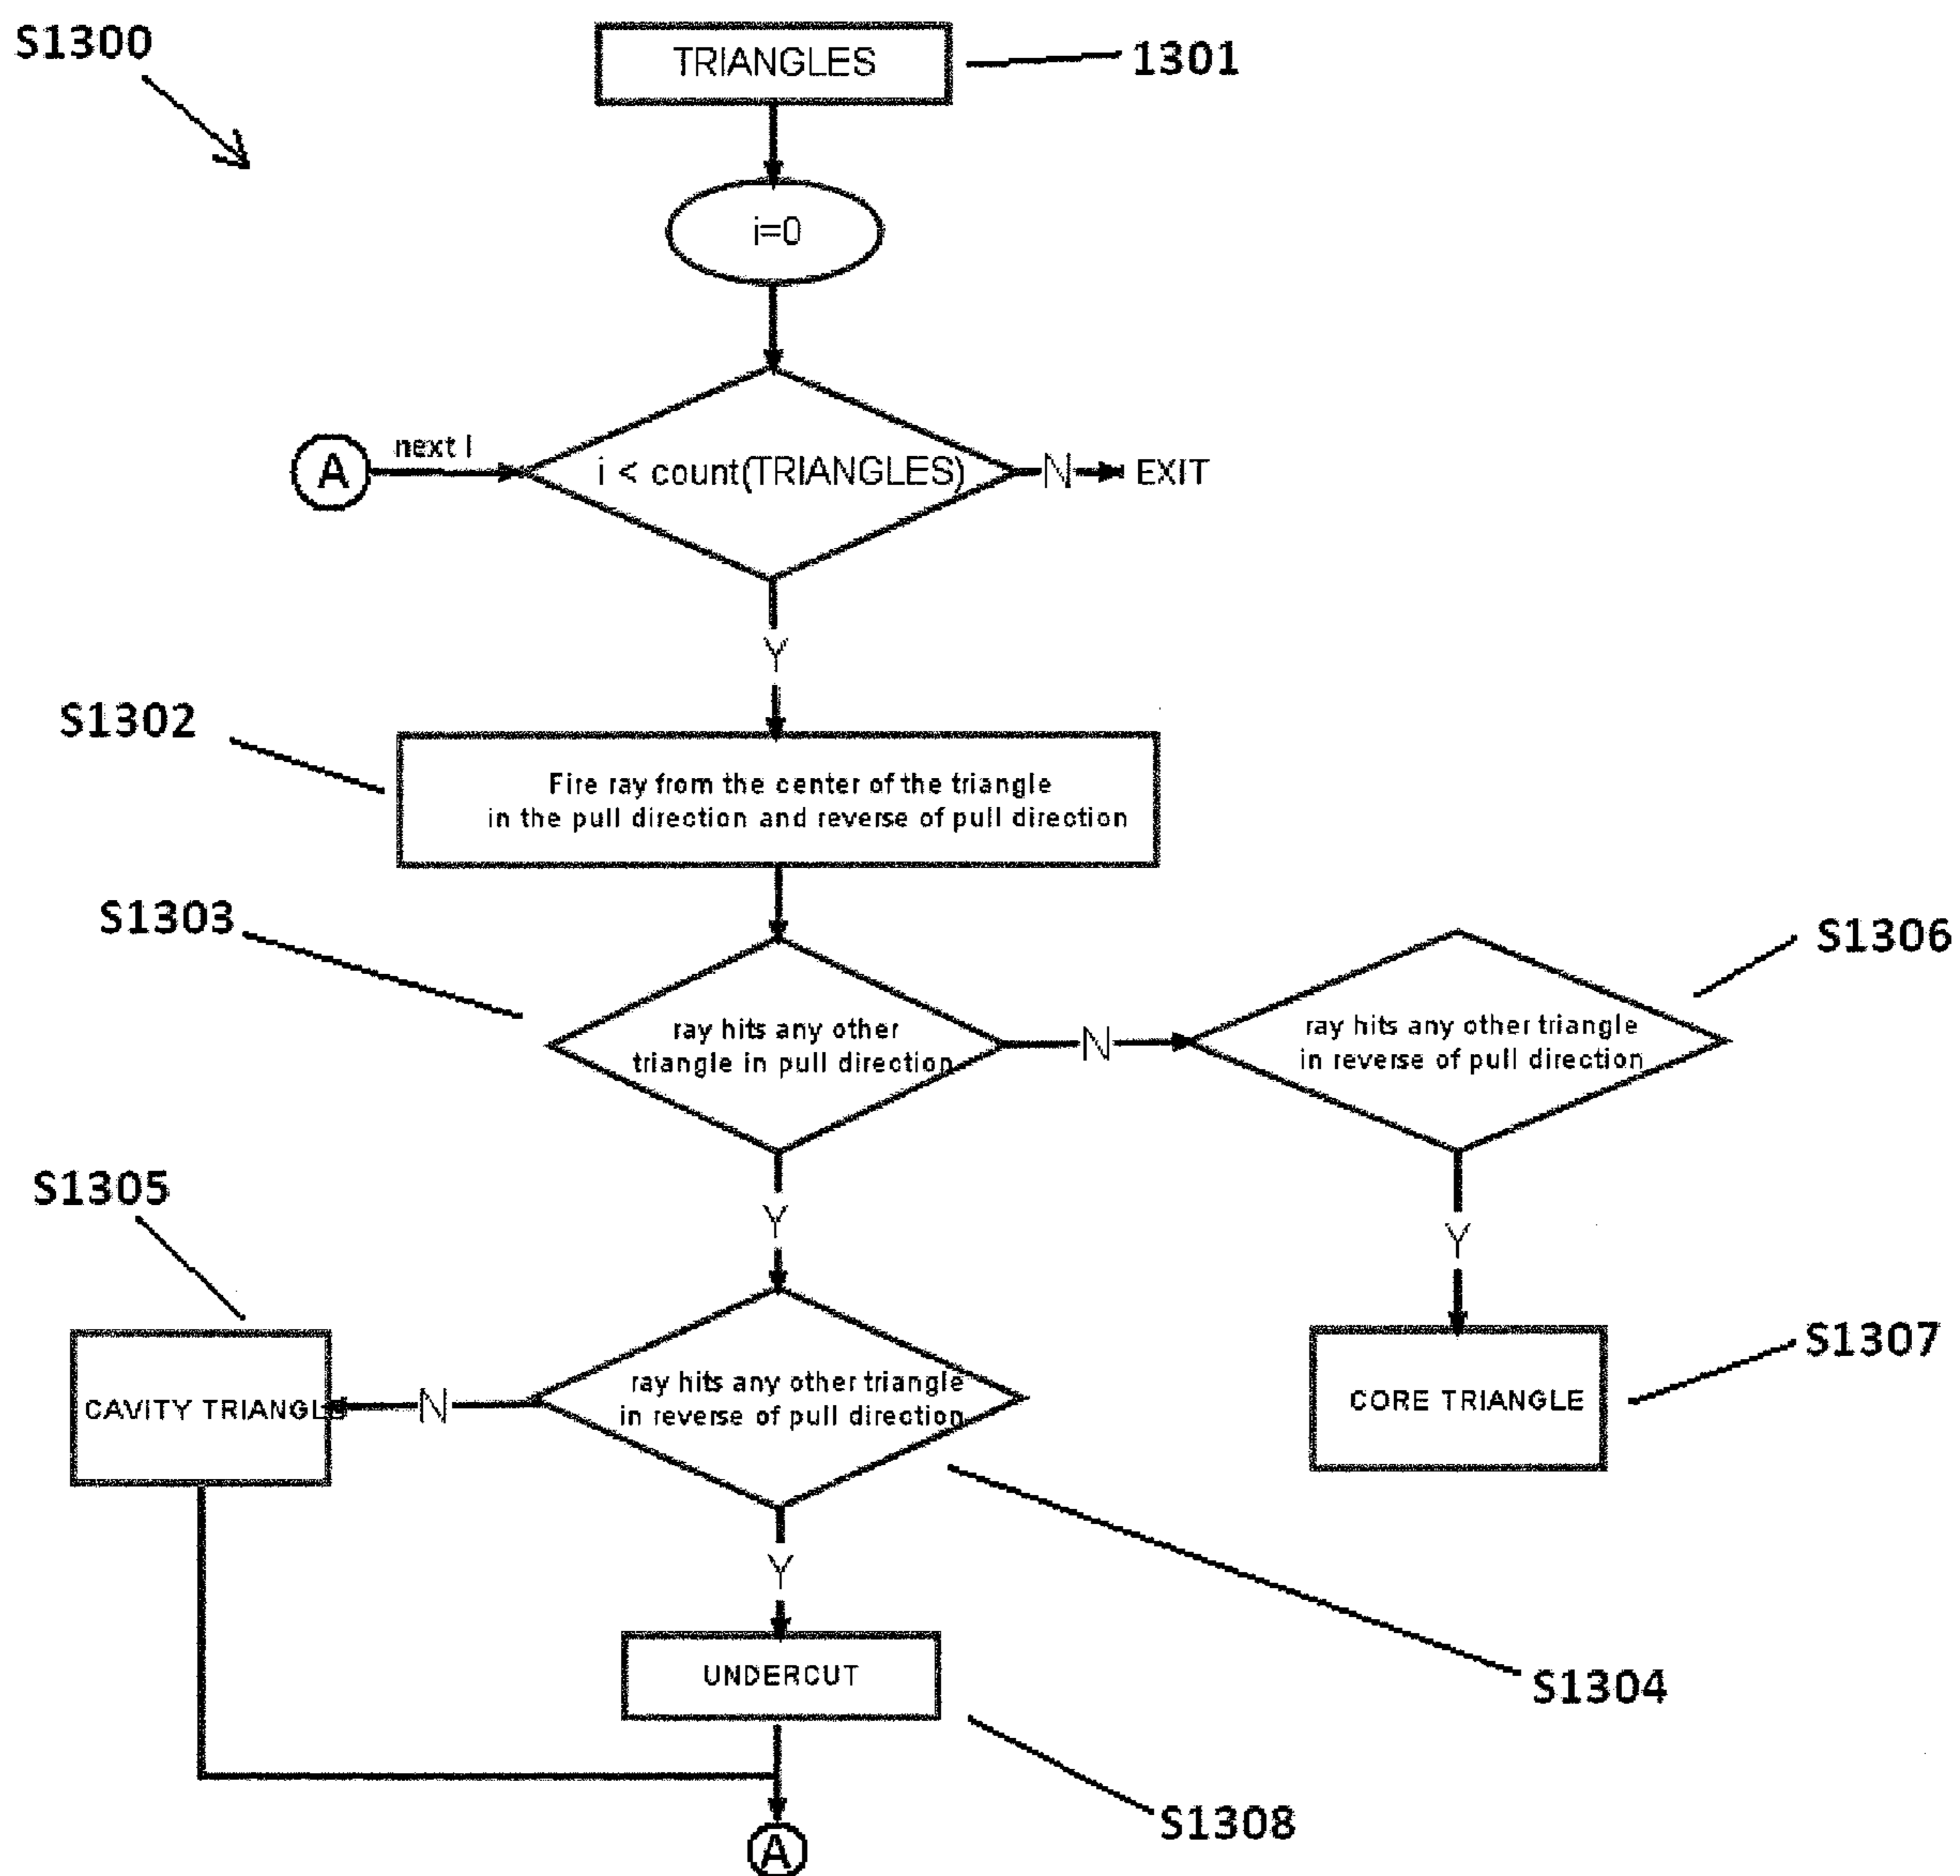 S1300
TRIANGLES
1301
i=0
A
next I
i < count(TRIANGLES)
N
EXIT
Y
S1302
Fire ray from the center of the triangle
in the pull direction and reverse of pull direction
S1303
ray hits any other
triangle in pull direction
N
ray hits any other triangle
in reverse of pull direction
S1306
Y
Y
S1305
CAVITY TRIANGLE
N
ray hits any other triangle
in reverse of pull direction
CORE TRIANGLE
S1307
Y
UNDERCUT
S1304
S1308
A